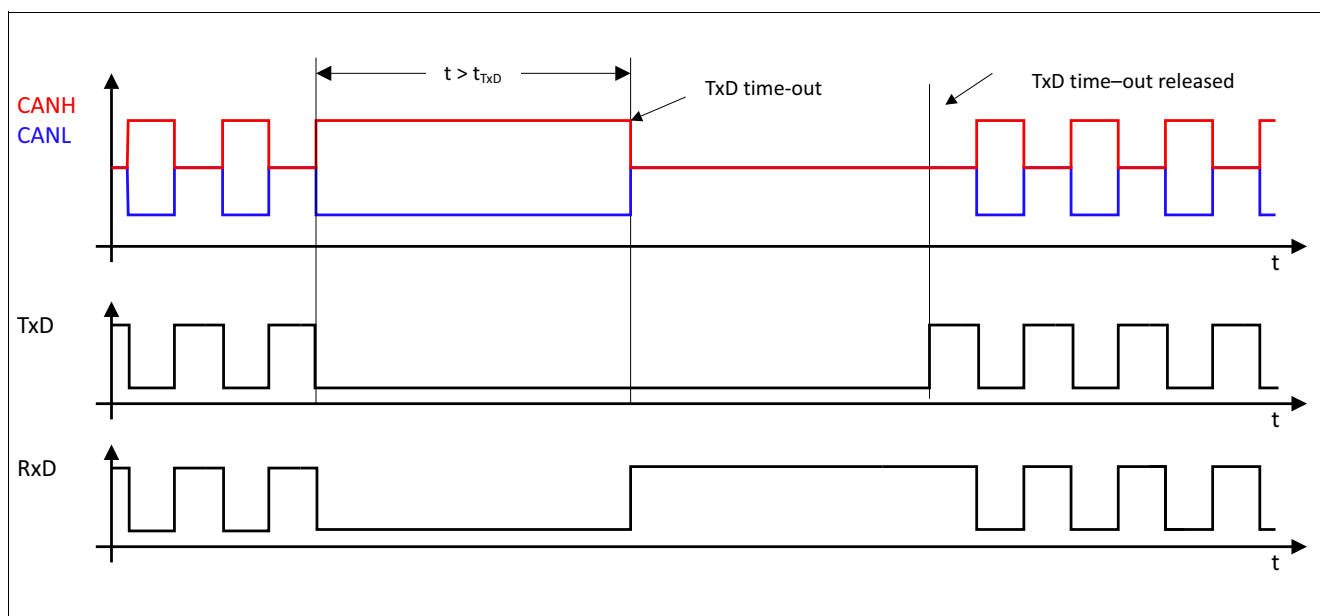 t > tTxD
TxD time-out
TxD time–out released
CANH
CANL
t
TxD
t
RxD
t